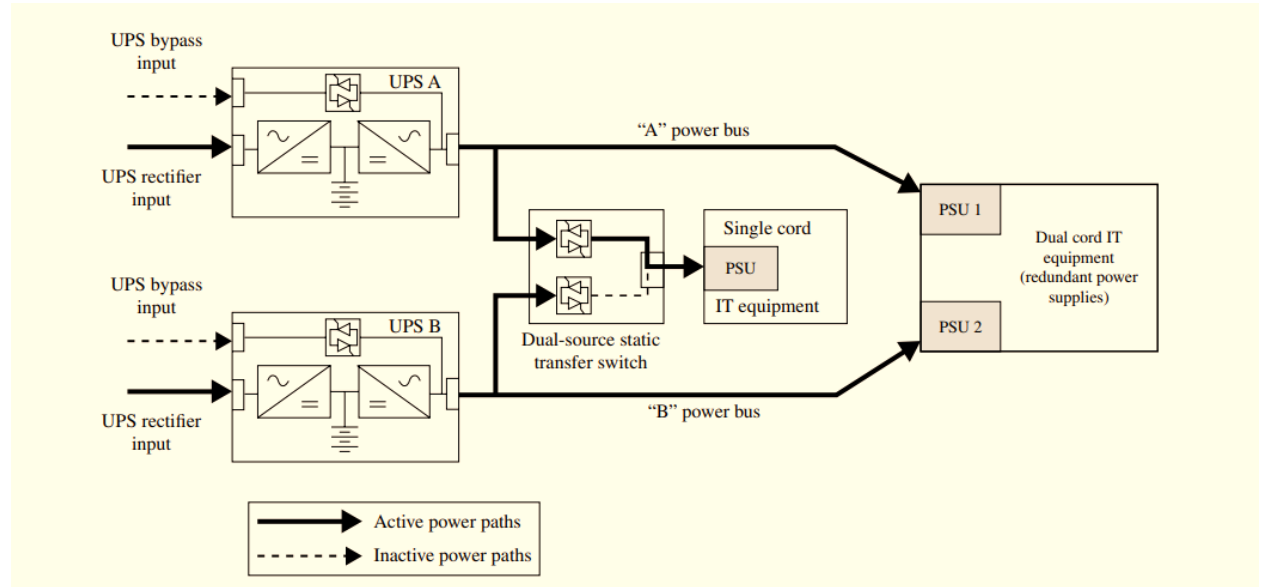 UPS bypass
input
UPS A
UPS rectifier
input
“A” power bus
PSU 1
Dual cord IT
equipment
(redundant power
supplies)
Single cord
PSU
IT equipment
Dual-source static
transfer switch
UPS bypass
input
UPS B
UPS rectifier
input
PSU 2
“B” power bus
Active power paths
Inactive power paths